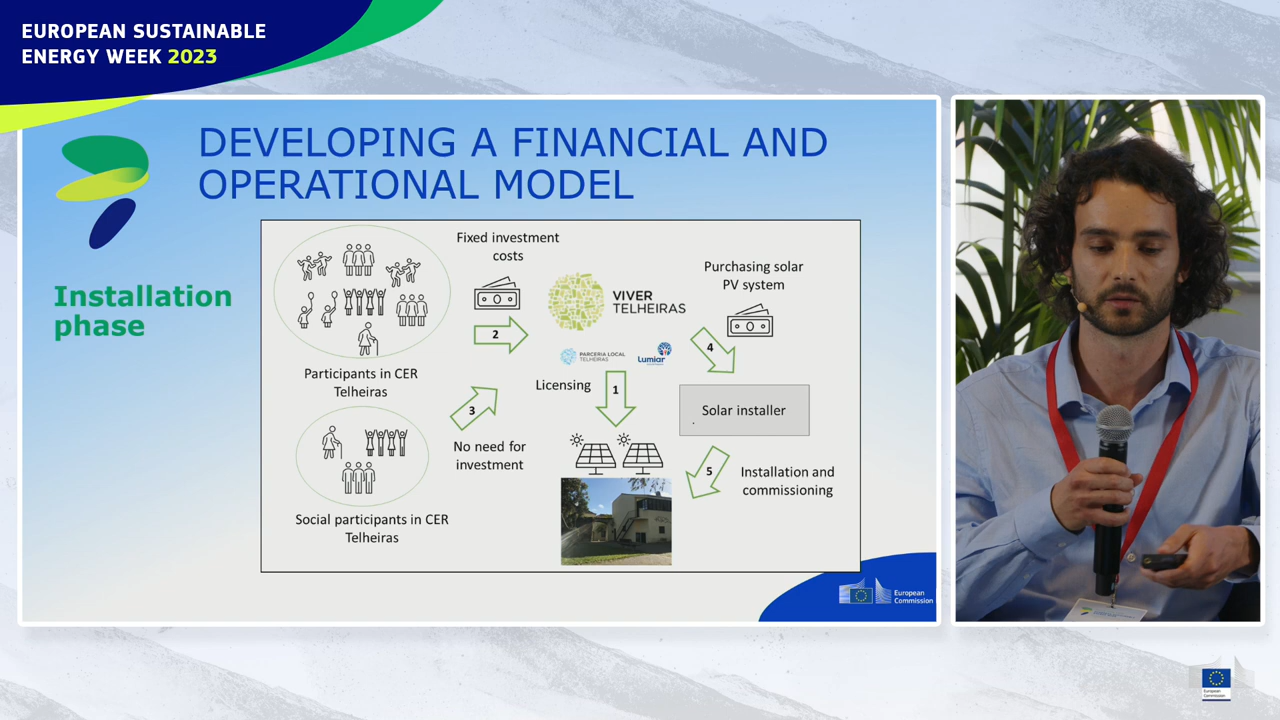 EUROPEAN SUSTAINABLE
ENERGY WEEK 2023
DEVELOPING A FINANCIAL AND
OPERATIONAL MODEL
Installation
phase
Fixed investment
costs
Purchasing solar
PV system
VIVER
TELHEIRAS
2
4
PARCERIA LOCAL
TELHEIRAS
Lumiar
Participants in CER
Telheiras
Licensing
1
3
Solar installer
No need for
investment
5
Installation and
commissioning
Social participants in CER
Telheiras
European
Commission
European
Commission